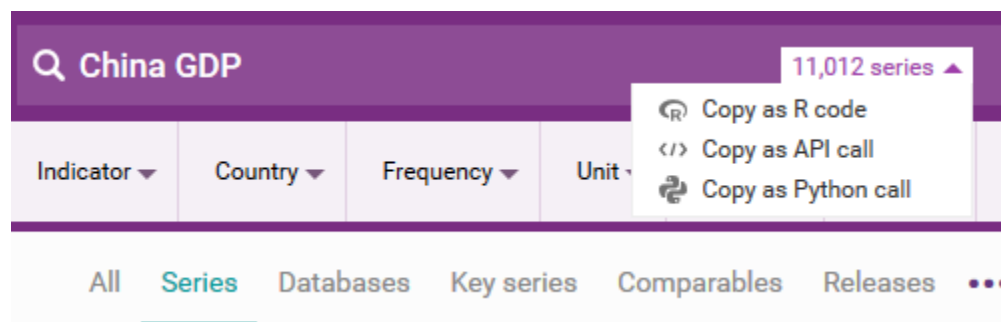 China GDP
11,012 series
Copy as R code
Copy as API call
Copy as Python call
Indicator Country Frequency Unit
All Series Databases Key series Comparables Releases